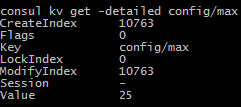 consul kv get -detailed config/max
CreateIndex      10763
Flags            0
Key              config/max
LockIndex        0
ModifyIndex      10763
Session          -
Value            25